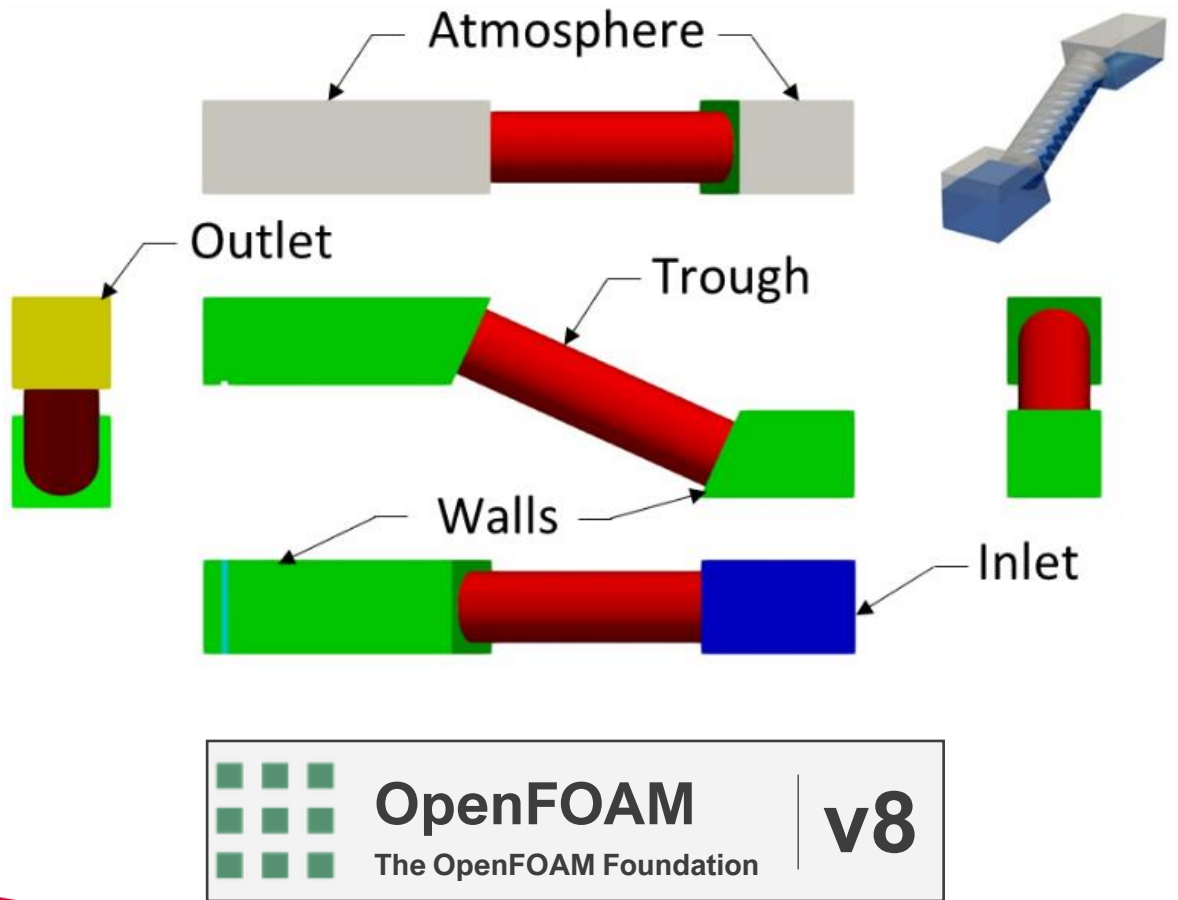 Atmosphere
Outlet
Trough
Walls
Inlet
OpenFOAM
The OpenFOAM Foundation
v8